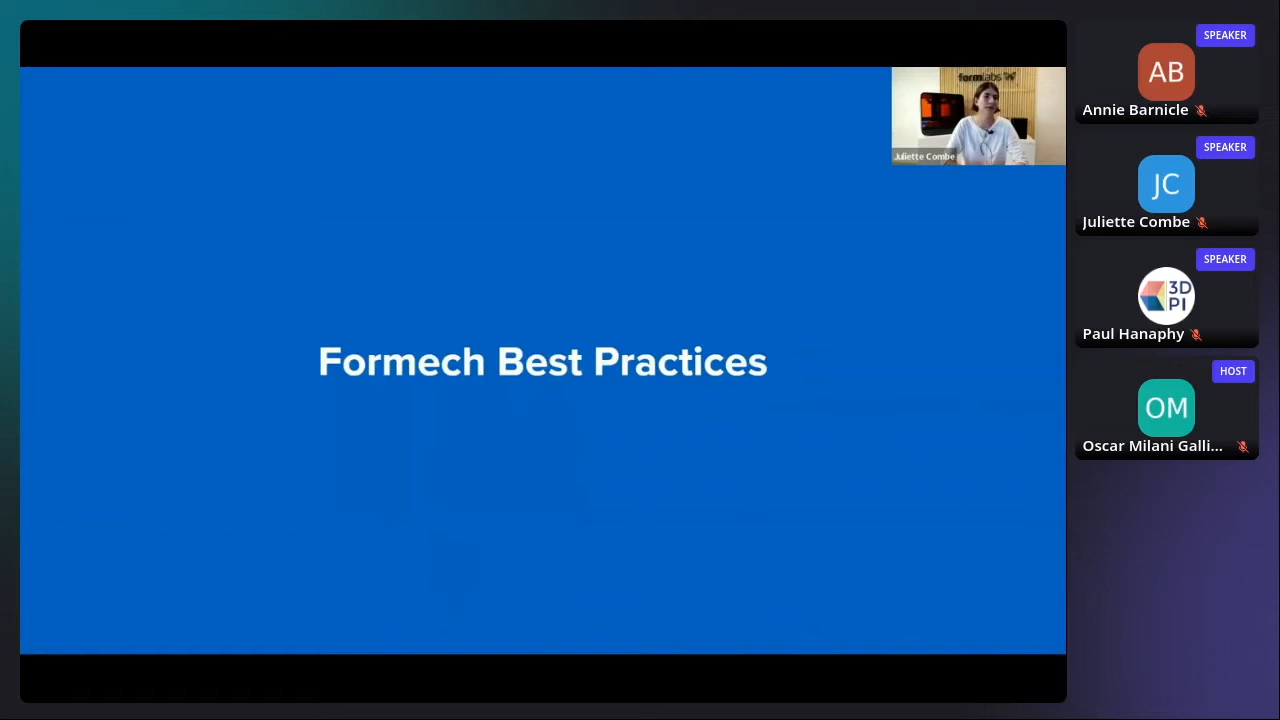 formlabs
Juliette Combe
Formech Best Practices
SPEAKER
AB
Annie Barnicle
SPEAKER
JC
Juliette Combe
SPEAKER
3D
PI
Paul Hanaphy
HOST
OM
Oscar Milani Galli...